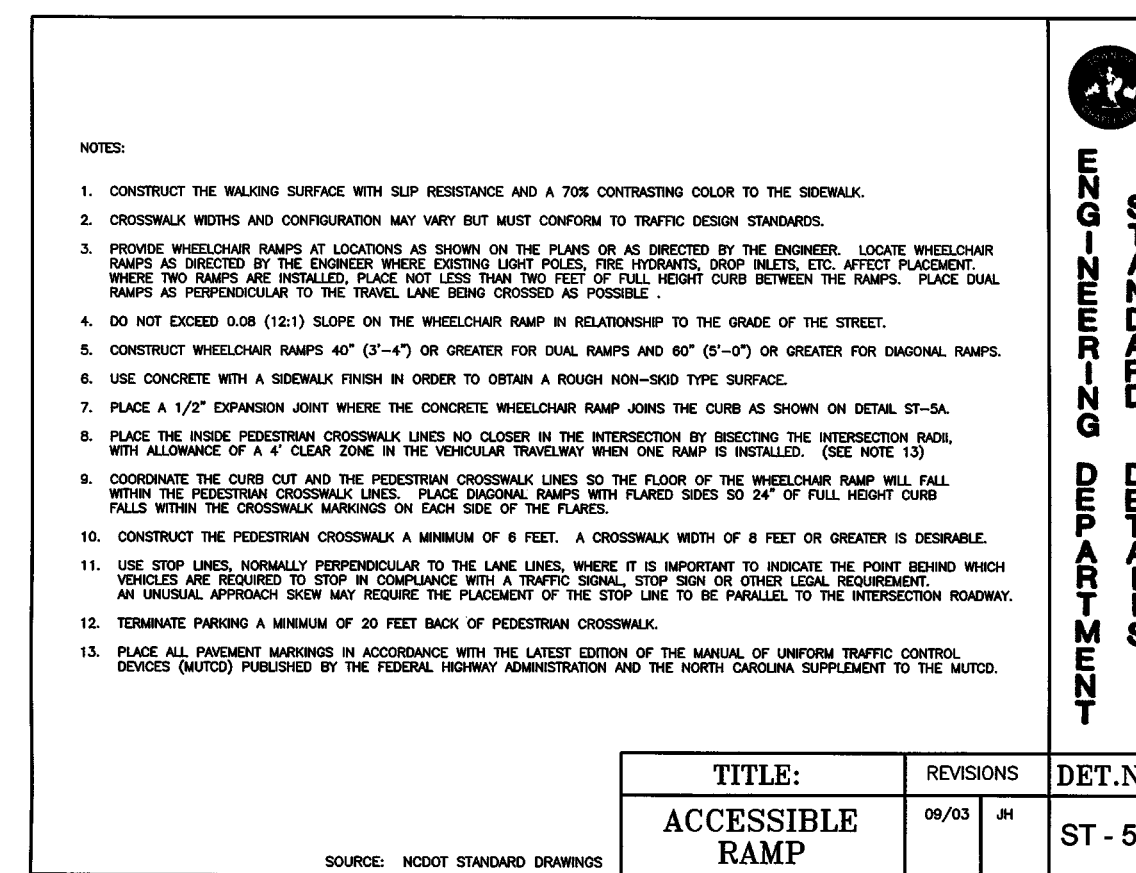 NOTES:
1. CONSTRUCT THE WALKING SURFACE WITH SLIP RESISTANCE AND A 70% CONTRASTING COLOR TO THE SIDEWALK.
2. CROSSWALK WIDTHS AND CONFIGURATION MAY VARY BUT MUST CONFORM TO TRAFFIC DESIGN STANDARDS.
3. PROVIDE WHEELCHAIR RAMPS AT LOCATIONS AS SHOWN ON THE PLANS OR AS DIRECTED BY THE ENGINEER. LOCATE WHEELCHAIR
RAMPS AS DIRECTED BY THE ENGINEER WHERE EXISTING LIGHT POLES, FIRE HYDRANTS, DROP INLETS, ETC. AFFECT PLACEMENT.
WHERE TWO RAMPS ARE INSTALLED, PLACE NOT LESS THAN TWO FEET OF FULL HEIGHT CURB BETWEEN THE RAMPS. PLACE DUAL
RAMPS AS PERPENDICULAR TO THE TRAVEL LANE BEING CROSSED AS POSSIBLE .
4. DO NOT EXCEED 0.08 (12:1) SLOPE ON THE WHEELCHAIR RAMP IN RELATIONSHIP TO THE GRADE OF THE STREET.
5. CONSTRUCT WHEELCHAIR RAMPS 40" (3'-4") OR GREATER FOR DUAL RAMPS AND 60" (5'-0") OR GREATER FOR DIAGONAL RAMPS.
6. USE CONCRETE WITH A SIDEWALK FINISH IN ORDER TO OBTAIN A ROUGH NON-SKID TYPE SURFACE.
7. PLACE A 1/2" EXPANSION JOINT WHERE THE CONCRETE WHEELCHAIR RAMP JOINS THE CURB AS SHOWN ON DETAIL ST-5A.
8. PLACE THE INSIDE PEDESTRIAN CROSSWALK LINES NO CLOSER IN THE INTERSECTION BY BISECTING THE INTERSECTION RADII,
WITH ALLOWANCE OF A 4' CLEAR ZONE IN THE VEHICULAR TRAVELWAY WHEN ONE RAMP IS INSTALLED. (SEE NOTE 13)
9. COORDINATE THE CURB CUT AND THE PEDESTRIAN CROSSWALK LINES SO THE FLOOR OF THE WHEELCHAIR RAMP WILL FALL
WITHIN THE PEDESTRIAN CROSSWALK LINES. PLACE DIAGONAL RAMPS WITH FLARED SIDES SO 24" OF FULL HEIGHT CURB
FALLS WITHIN THE CROSSWALK MARKINGS ON EACH SIDE OF THE FLARES.
10. CONSTRUCT THE PEDESTRIAN CROSSWALK A MINIMUM OF 6 FEET. A CROSSWALK WIDTH OF 8 FEET OR GREATER IS DESIRABLE.
11. USE STOP LINES, NORMALLY PERPENDICULAR TO THE LANE LINES, WHERE IT IS IMPORTANT TO INDICATE THE POINT BEHIND WHICH
VEHICLES ARE REQUIRED TO STOP IN COMPLIANCE WITH A TRAFFIC SIGNAL, STOP SIGN OR OTHER LEGAL REQUIREMENT.
AN UNUSUAL APPROACH SKEW MAY REQUIRE THE PLACEMENT OF THE STOP LINE TO BE PARALLEL TO THE INTERSECTION ROADWAY.
12. TERMINATE PARKING A MINIMUM OF 20 FEET BACK OF PEDESTRIAN CROSSWALK.
13. PLACE ALL PAVEMENT MARKINGS IN ACCORDANCE WITH THE LATEST EDITION OF THE MANUAL OF UNIFORM TRAFFIC CONTROL
DEVICES (MUTCD) PUBLISHED BY THE FEDERAL HIGHWAY ADMINISTRATION AND THE NORTH CAROLINA SUPPLEMENT TO THE MUTCD.
SOURCE: NCDOT STANDARD DRAWINGS
TITLE:
ACCESSIBLE
RAMP
REVISIONS
09/03 JH
DET.N
ST - 5
ENGINEERING DEPARTMENT
STANDARD DETAILS